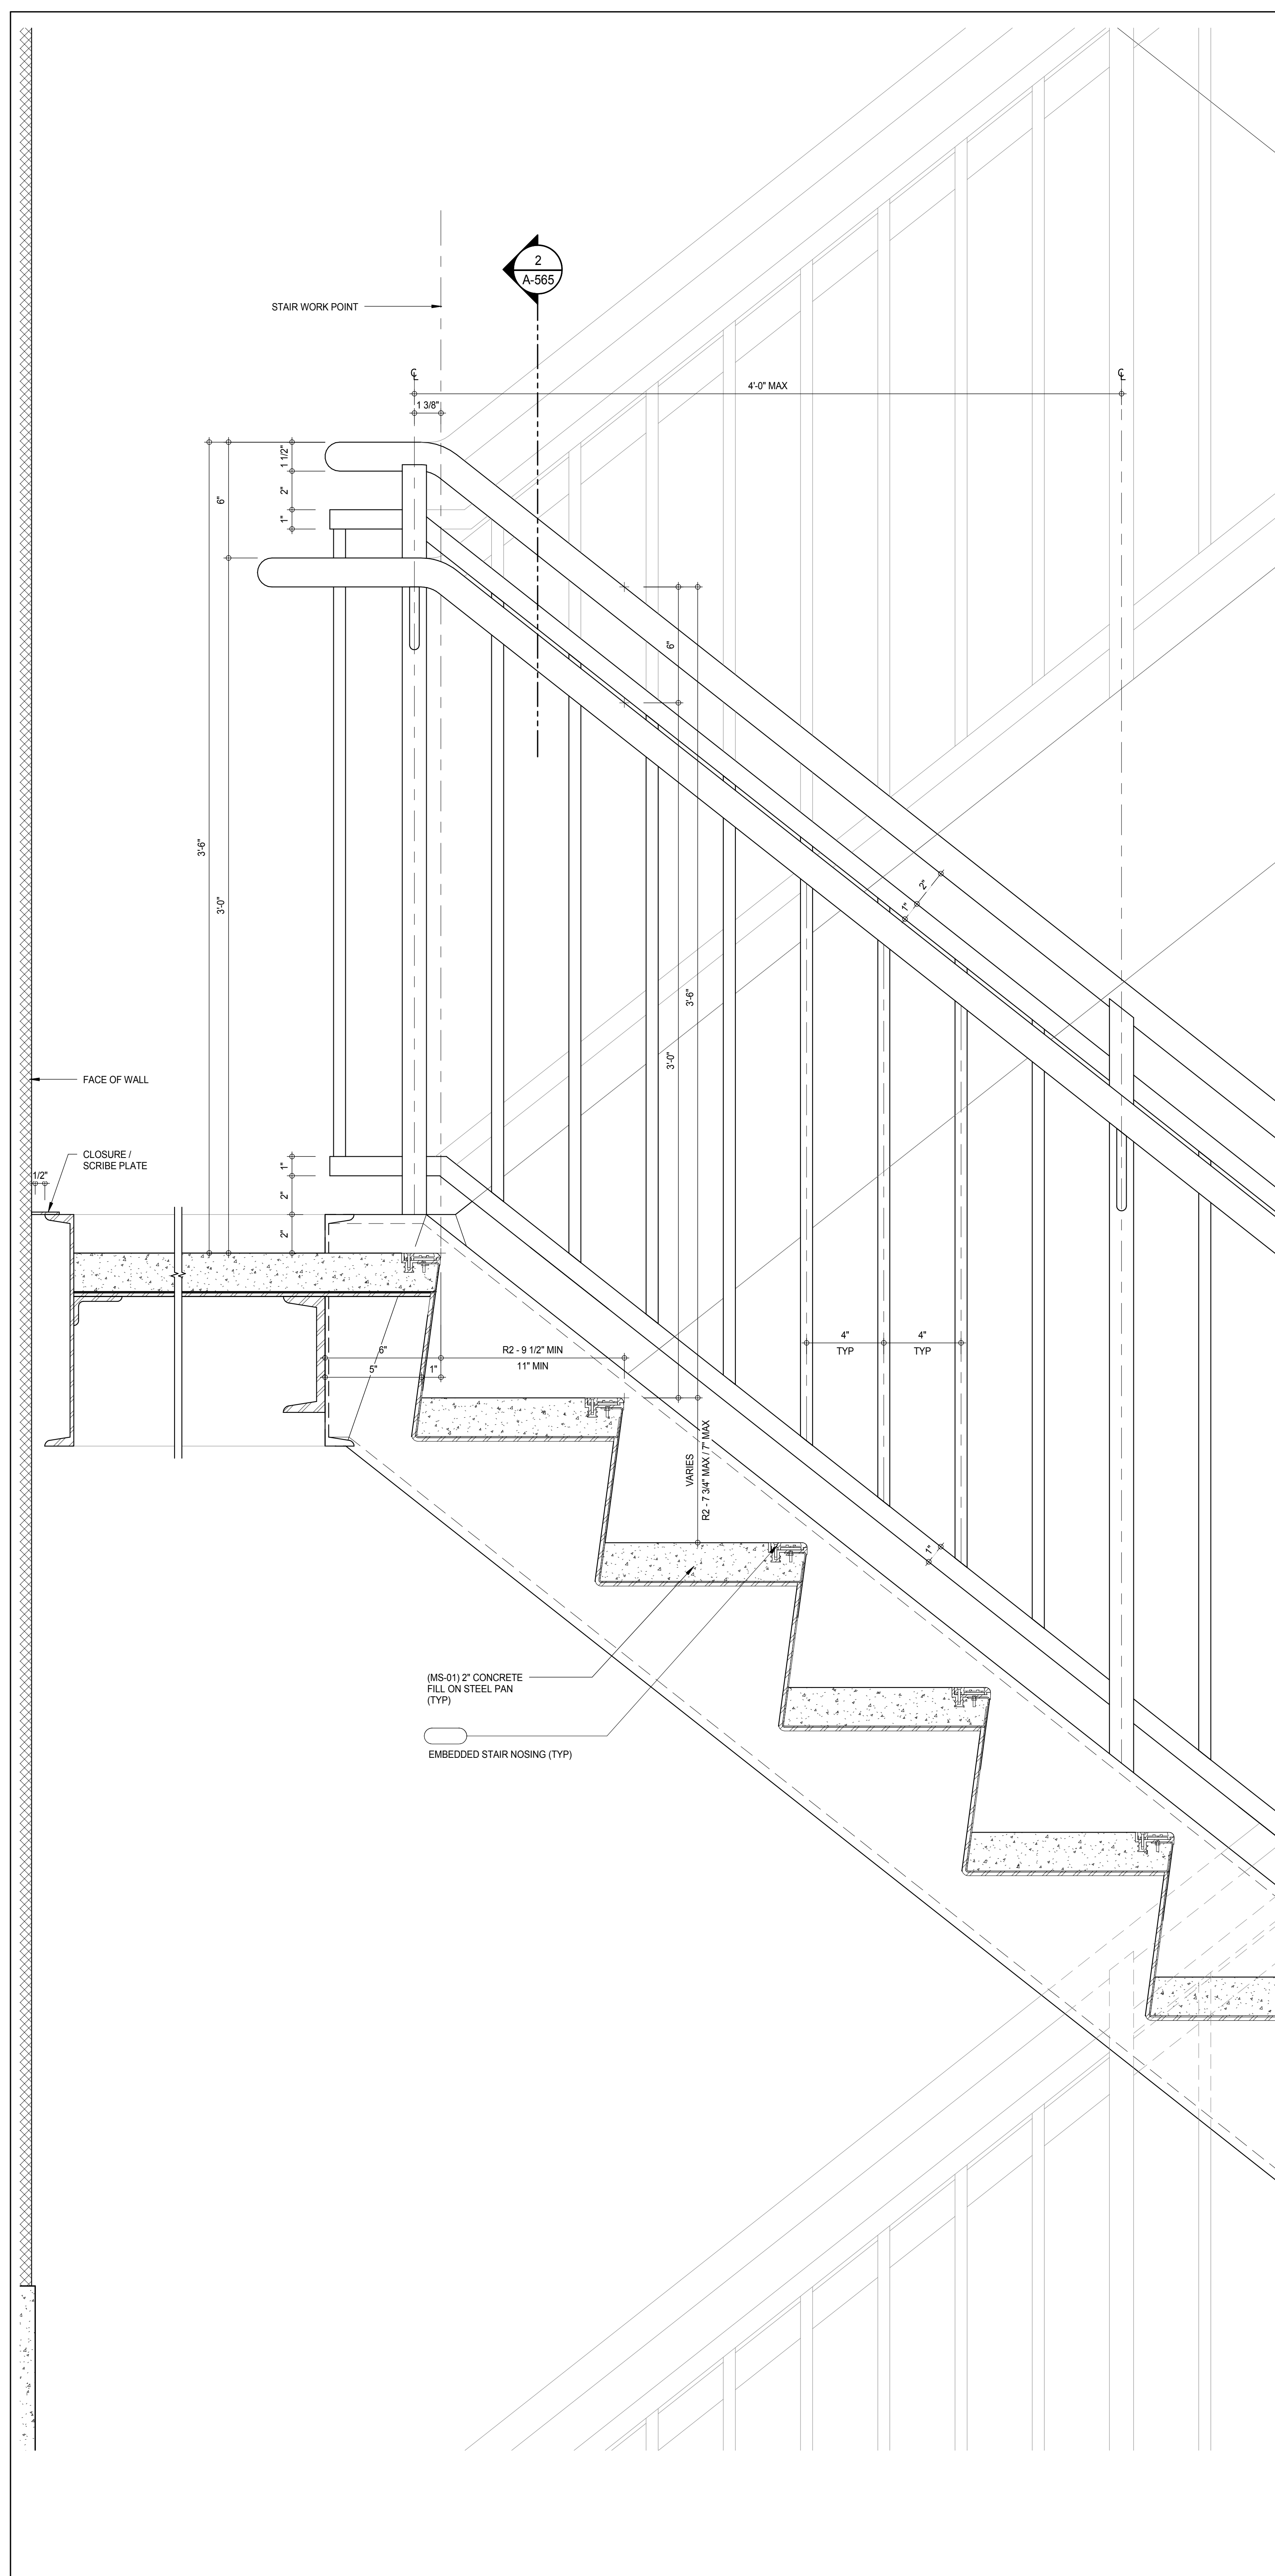 2
A-565
STAIR WORK POINT
℄
℄
4'-0" MAX
1 3/8"
1 1/2"
6"
2"
1"
6"
3'-6"
3'-0"
2"
1"
3'-6"
3'-0"
FACE OF WALL
CLOSURE /
SCRIBE PLATE
1/2"
1"
2"
2"
4"
4"
TYP
TYP
6"
R2 - 9 1/2" MIN
5"
1"
11" MIN
VARIES
R2 - 7 3/4" MAX / 7" MAX
1"
(MS-01) 2" CONCRETE
FILL ON STEEL PAN
(TYP)
EMBEDDED STAIR NOSING (TYP)